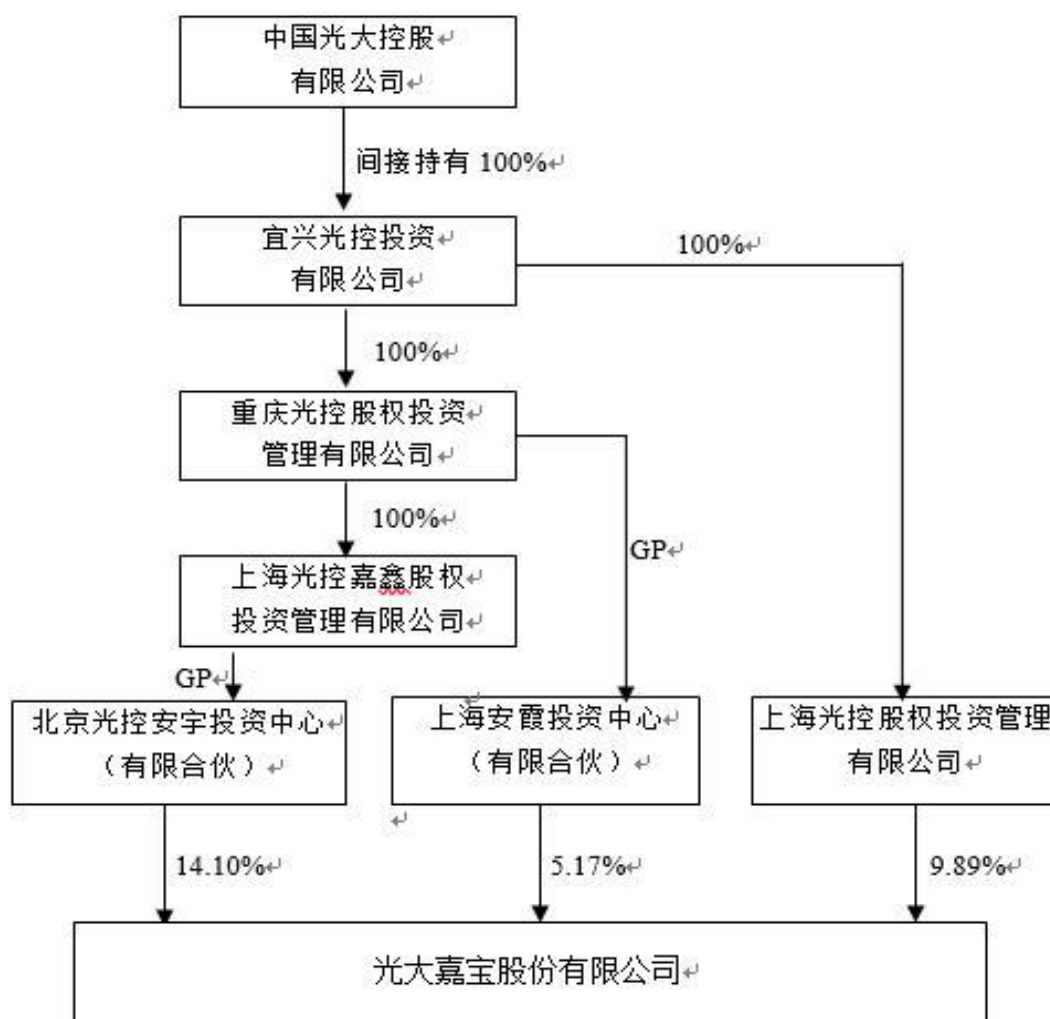 中国光大控股↵
有限公司↵
间接持有 100%↵
宜兴光控投资↵
有限公司↵
100%↵
100%↵
重庆光控股权投资↵
管理有限公司↵
100%↵
GP↵
上海光控嘉鑫股权↵
投资管理有限公司↵
GP↵
北京光控安宇投资中心↵
（有限合伙）↵
上海安霞投资中心↵
（有限合伙）↵
上海光控股权投资管理
有限公司↵
14.10%↵
5.17%↵
9.89%↵
光大嘉宝股份有限公司↵